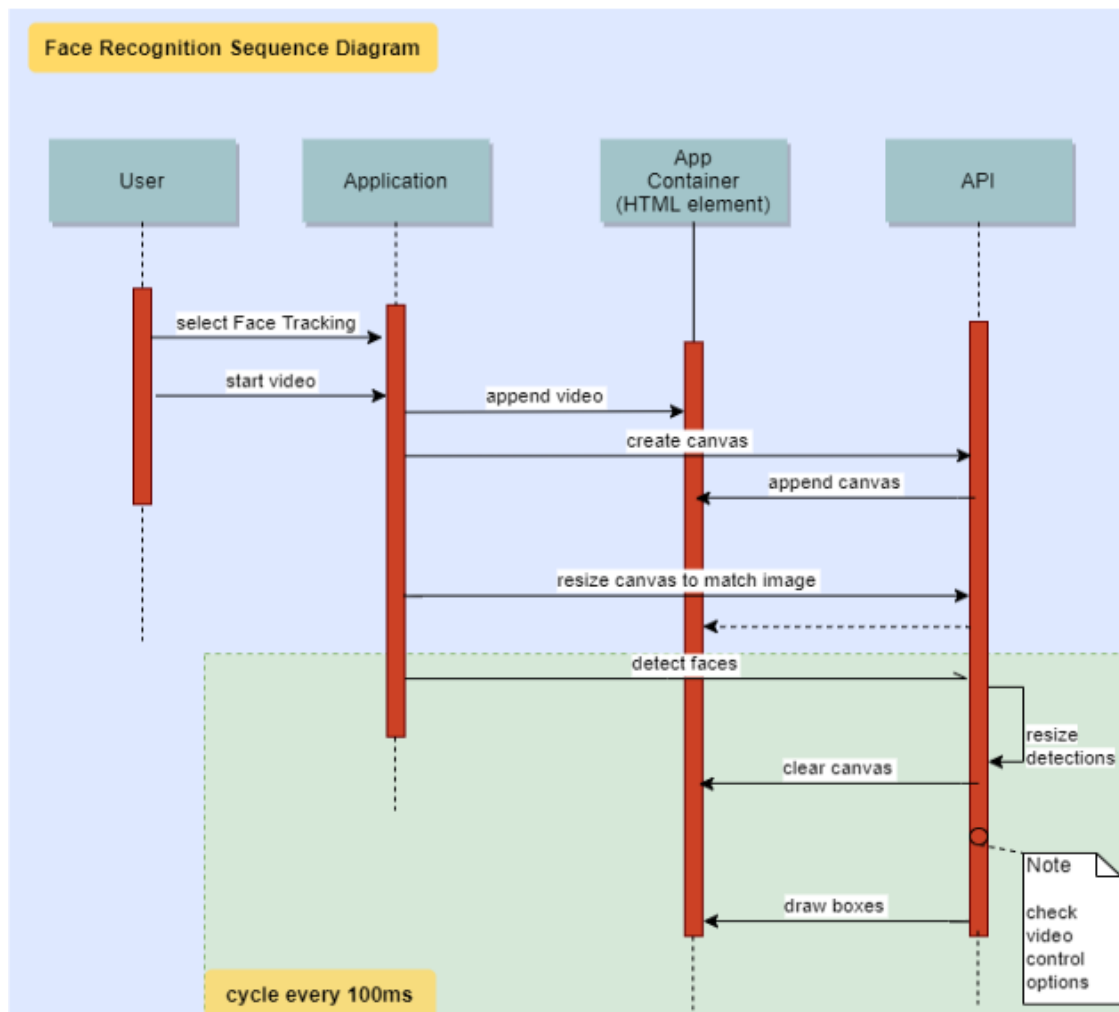 Face Recognition Sequence Diagram
User
Application
App
Container
(HTML element)
API
select Face Tracking
start video
append video
create canvas
append canvas
resize canvas to match image
detect faces
resize
detections
clear canvas
Note
check
video
control
options
draw boxes
cycle every 100ms